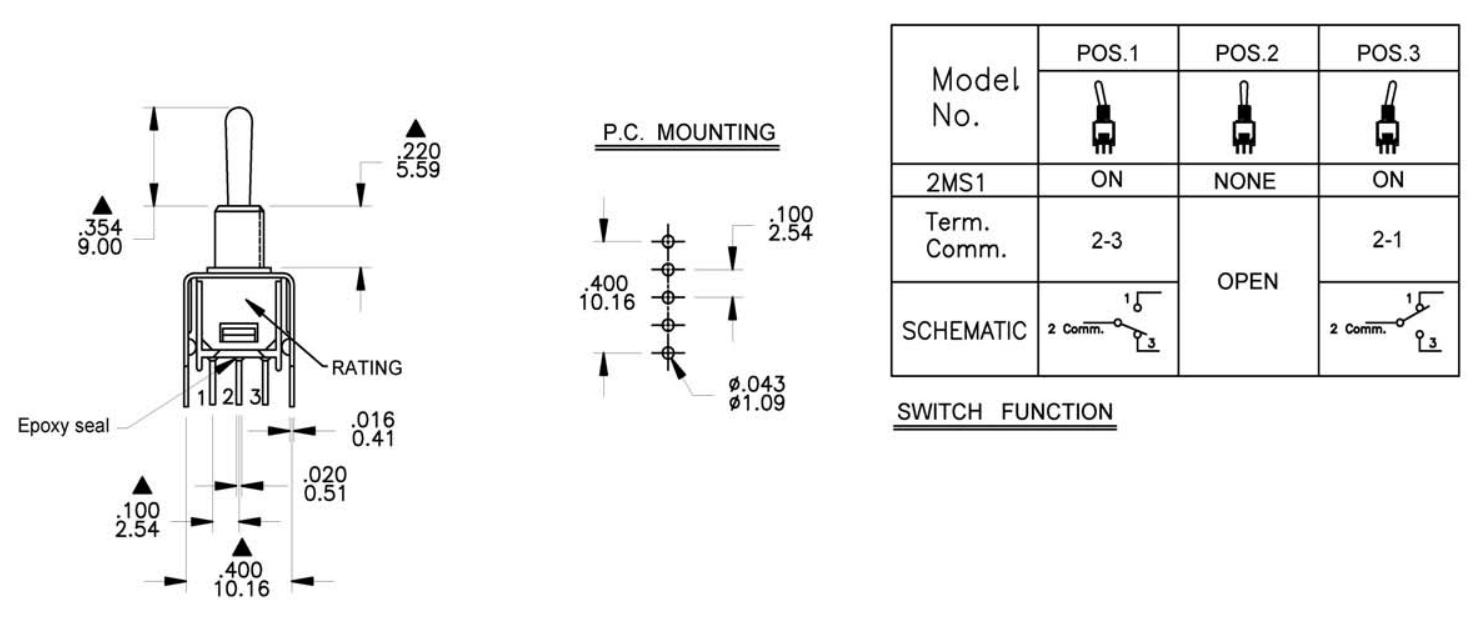 .220
5.59
.354
9.00
RATING
1 2 3
Epoxy seal
.016
0.41
.020
0.51
.100
2.54
.400
10.16
P.C. MOUNTING
.100
2.54
.400
10.16
ø.043
ø1.09
Model No.
POS.1 POS.2 POS.3
2MS1 ON NONE ON
Term. Comm. 2-3 OPEN 2-1
SCHEMATIC
1
2 Comm.
3
1
2 Comm.
3
SWITCH FUNCTION